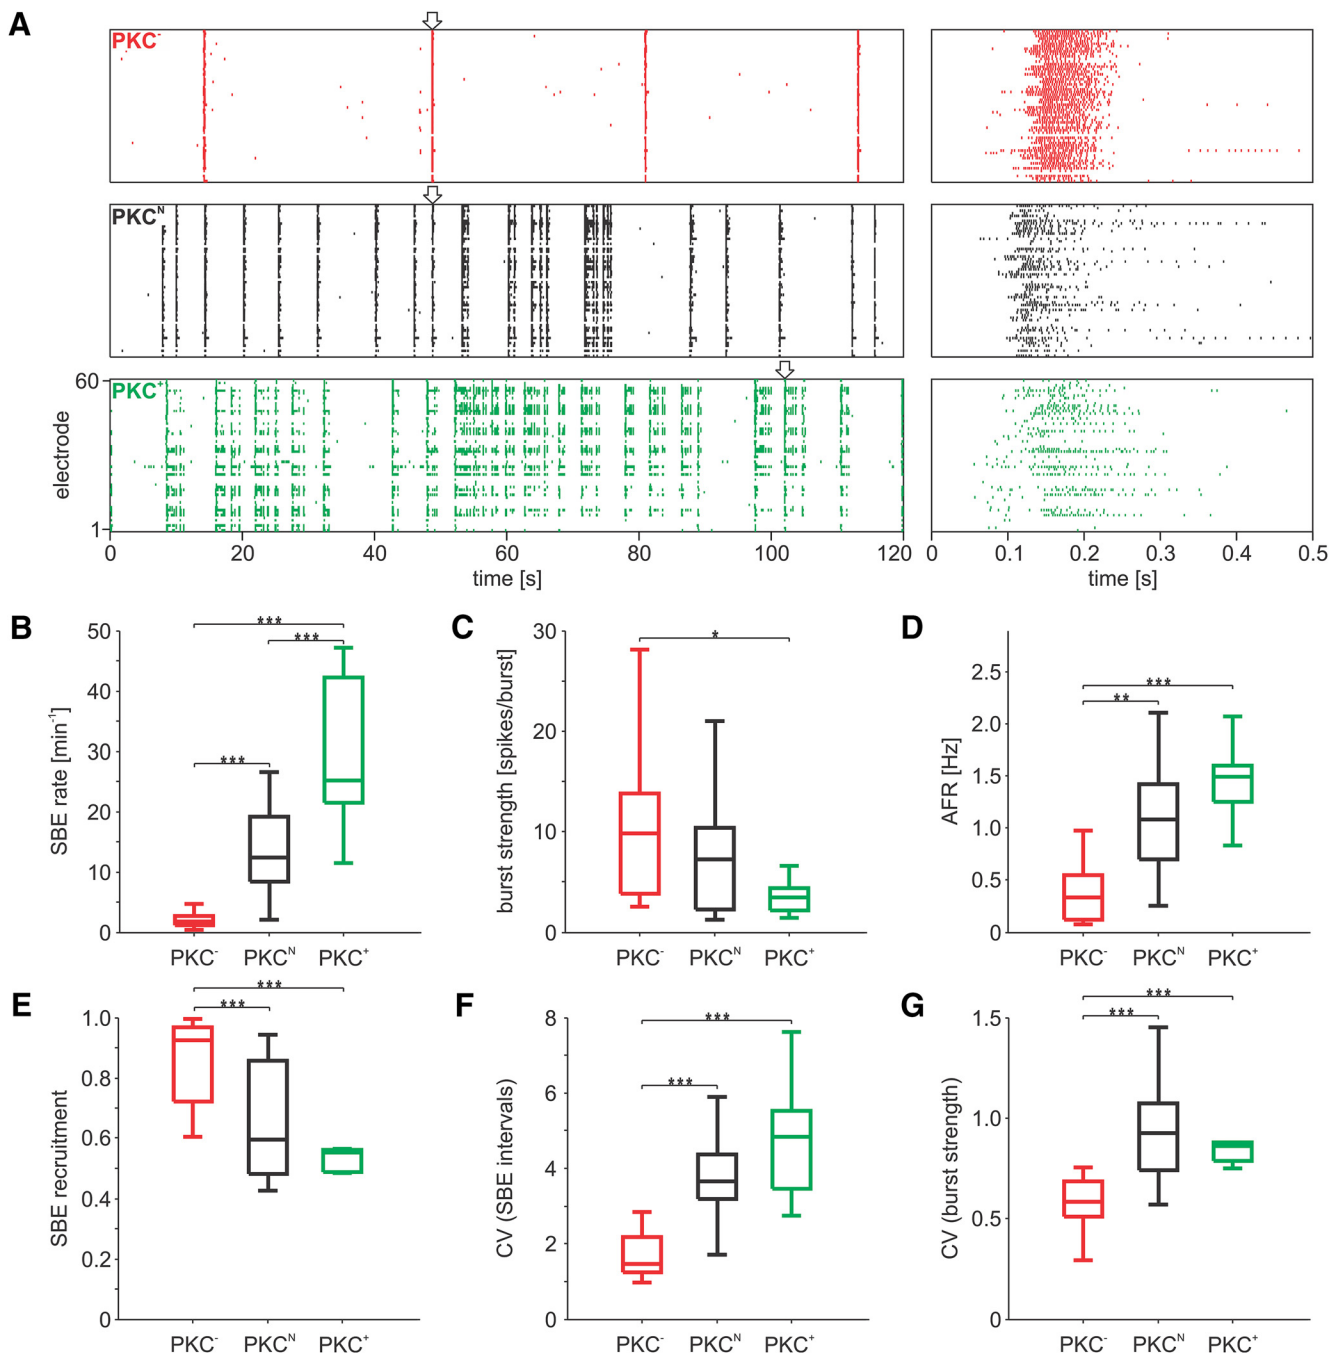 A
PKC-
PKCN
PKC+
60
electrode
1
0 20 40 60 80 100 120
time [s]
0 0.1 0.2 0.3 0.4 0.5
time [s]
B
***
***
***
50
40
30
20
10
0
SBE rate [min-1]
PKC- PKCN PKC+
C
*
30
20
10
0
burst strength [spikes/burst]
PKC- PKCN PKC+
D
***
**
2.5
2.0
1.5
1.0
0.5
0
AFR [Hz]
PKC- PKCN PKC+
E
***
***
1.0
0.8
0.6
0.4
0.2
0
SBE recruitment
PKC- PKCN PKC+
F
***
***
8
6
4
2
0
CV (SBE intervals)
PKC- PKCN PKC+
G
***
***
1.5
1.0
0.5
0
CV (burst strength)
PKC- PKCN PKC+